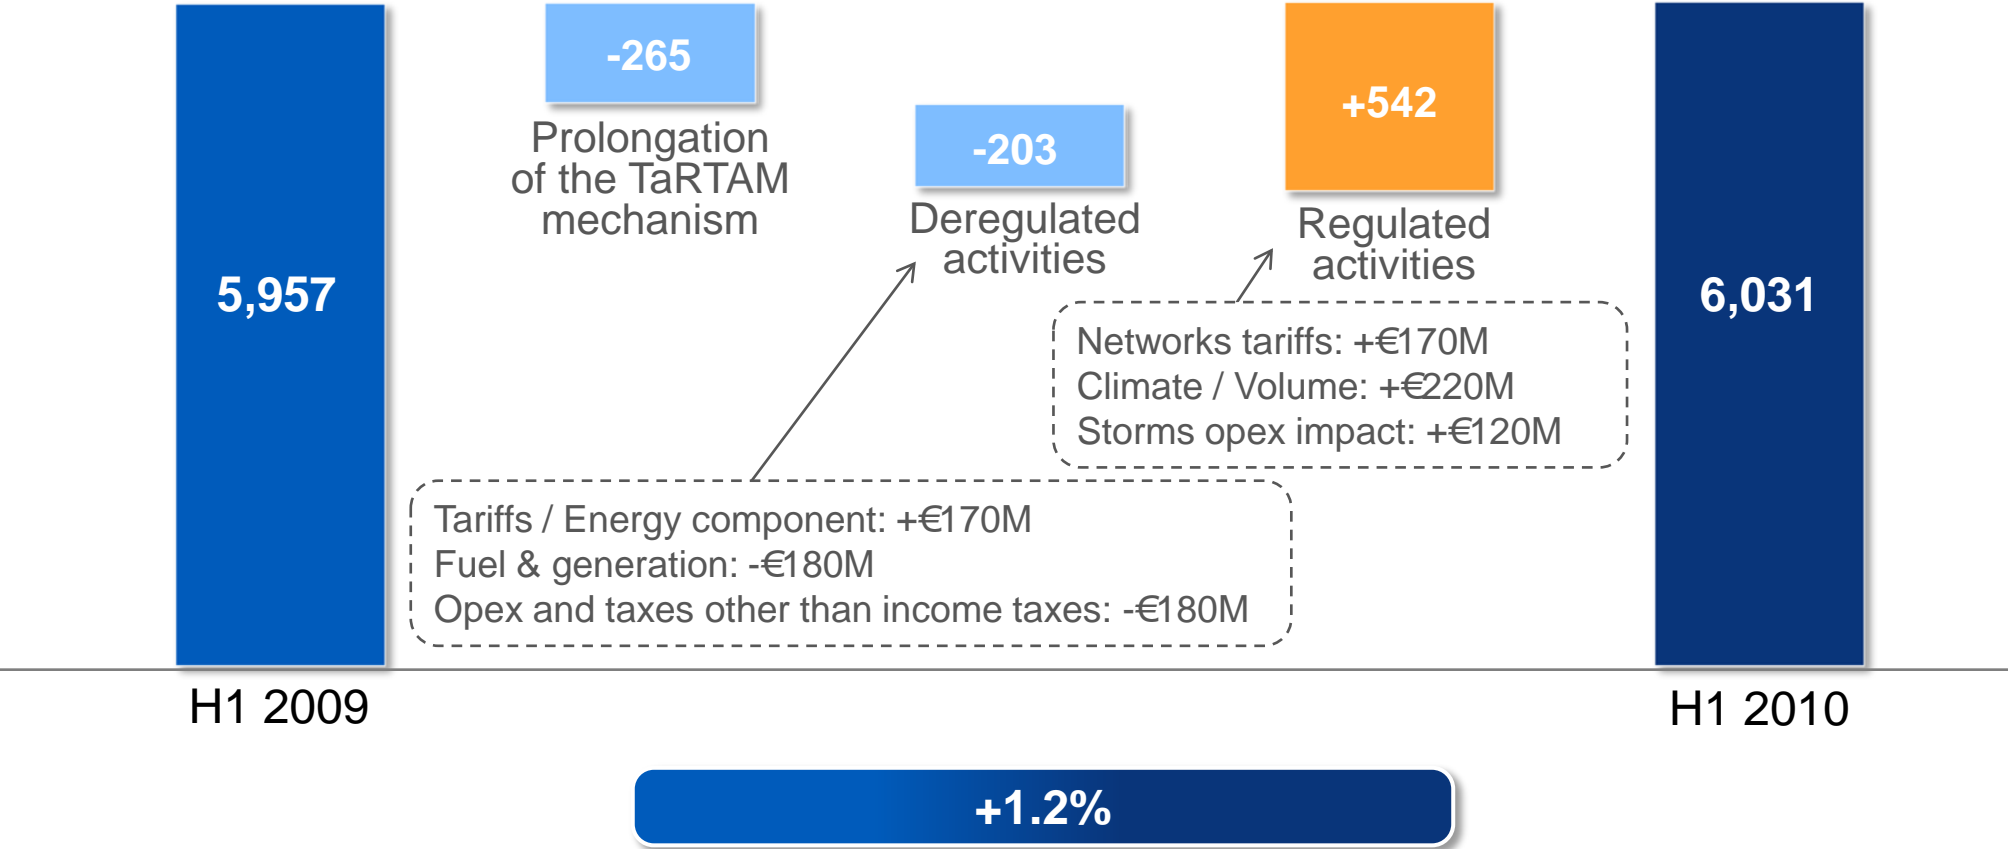 5,957
-265
Prolongation
of the TaRTAM
mechanism
-203
Deregulated
activities
+542
Regulated
activities
6,031
Networks tariffs: +€170M
Climate / Volume: +€220M
Storms opex impact: +€120M
Tariffs / Energy component: +€170M
Fuel & generation: -€180M
Opex and taxes other than income taxes: -€180M
H1 2009
H1 2010
+1.2%